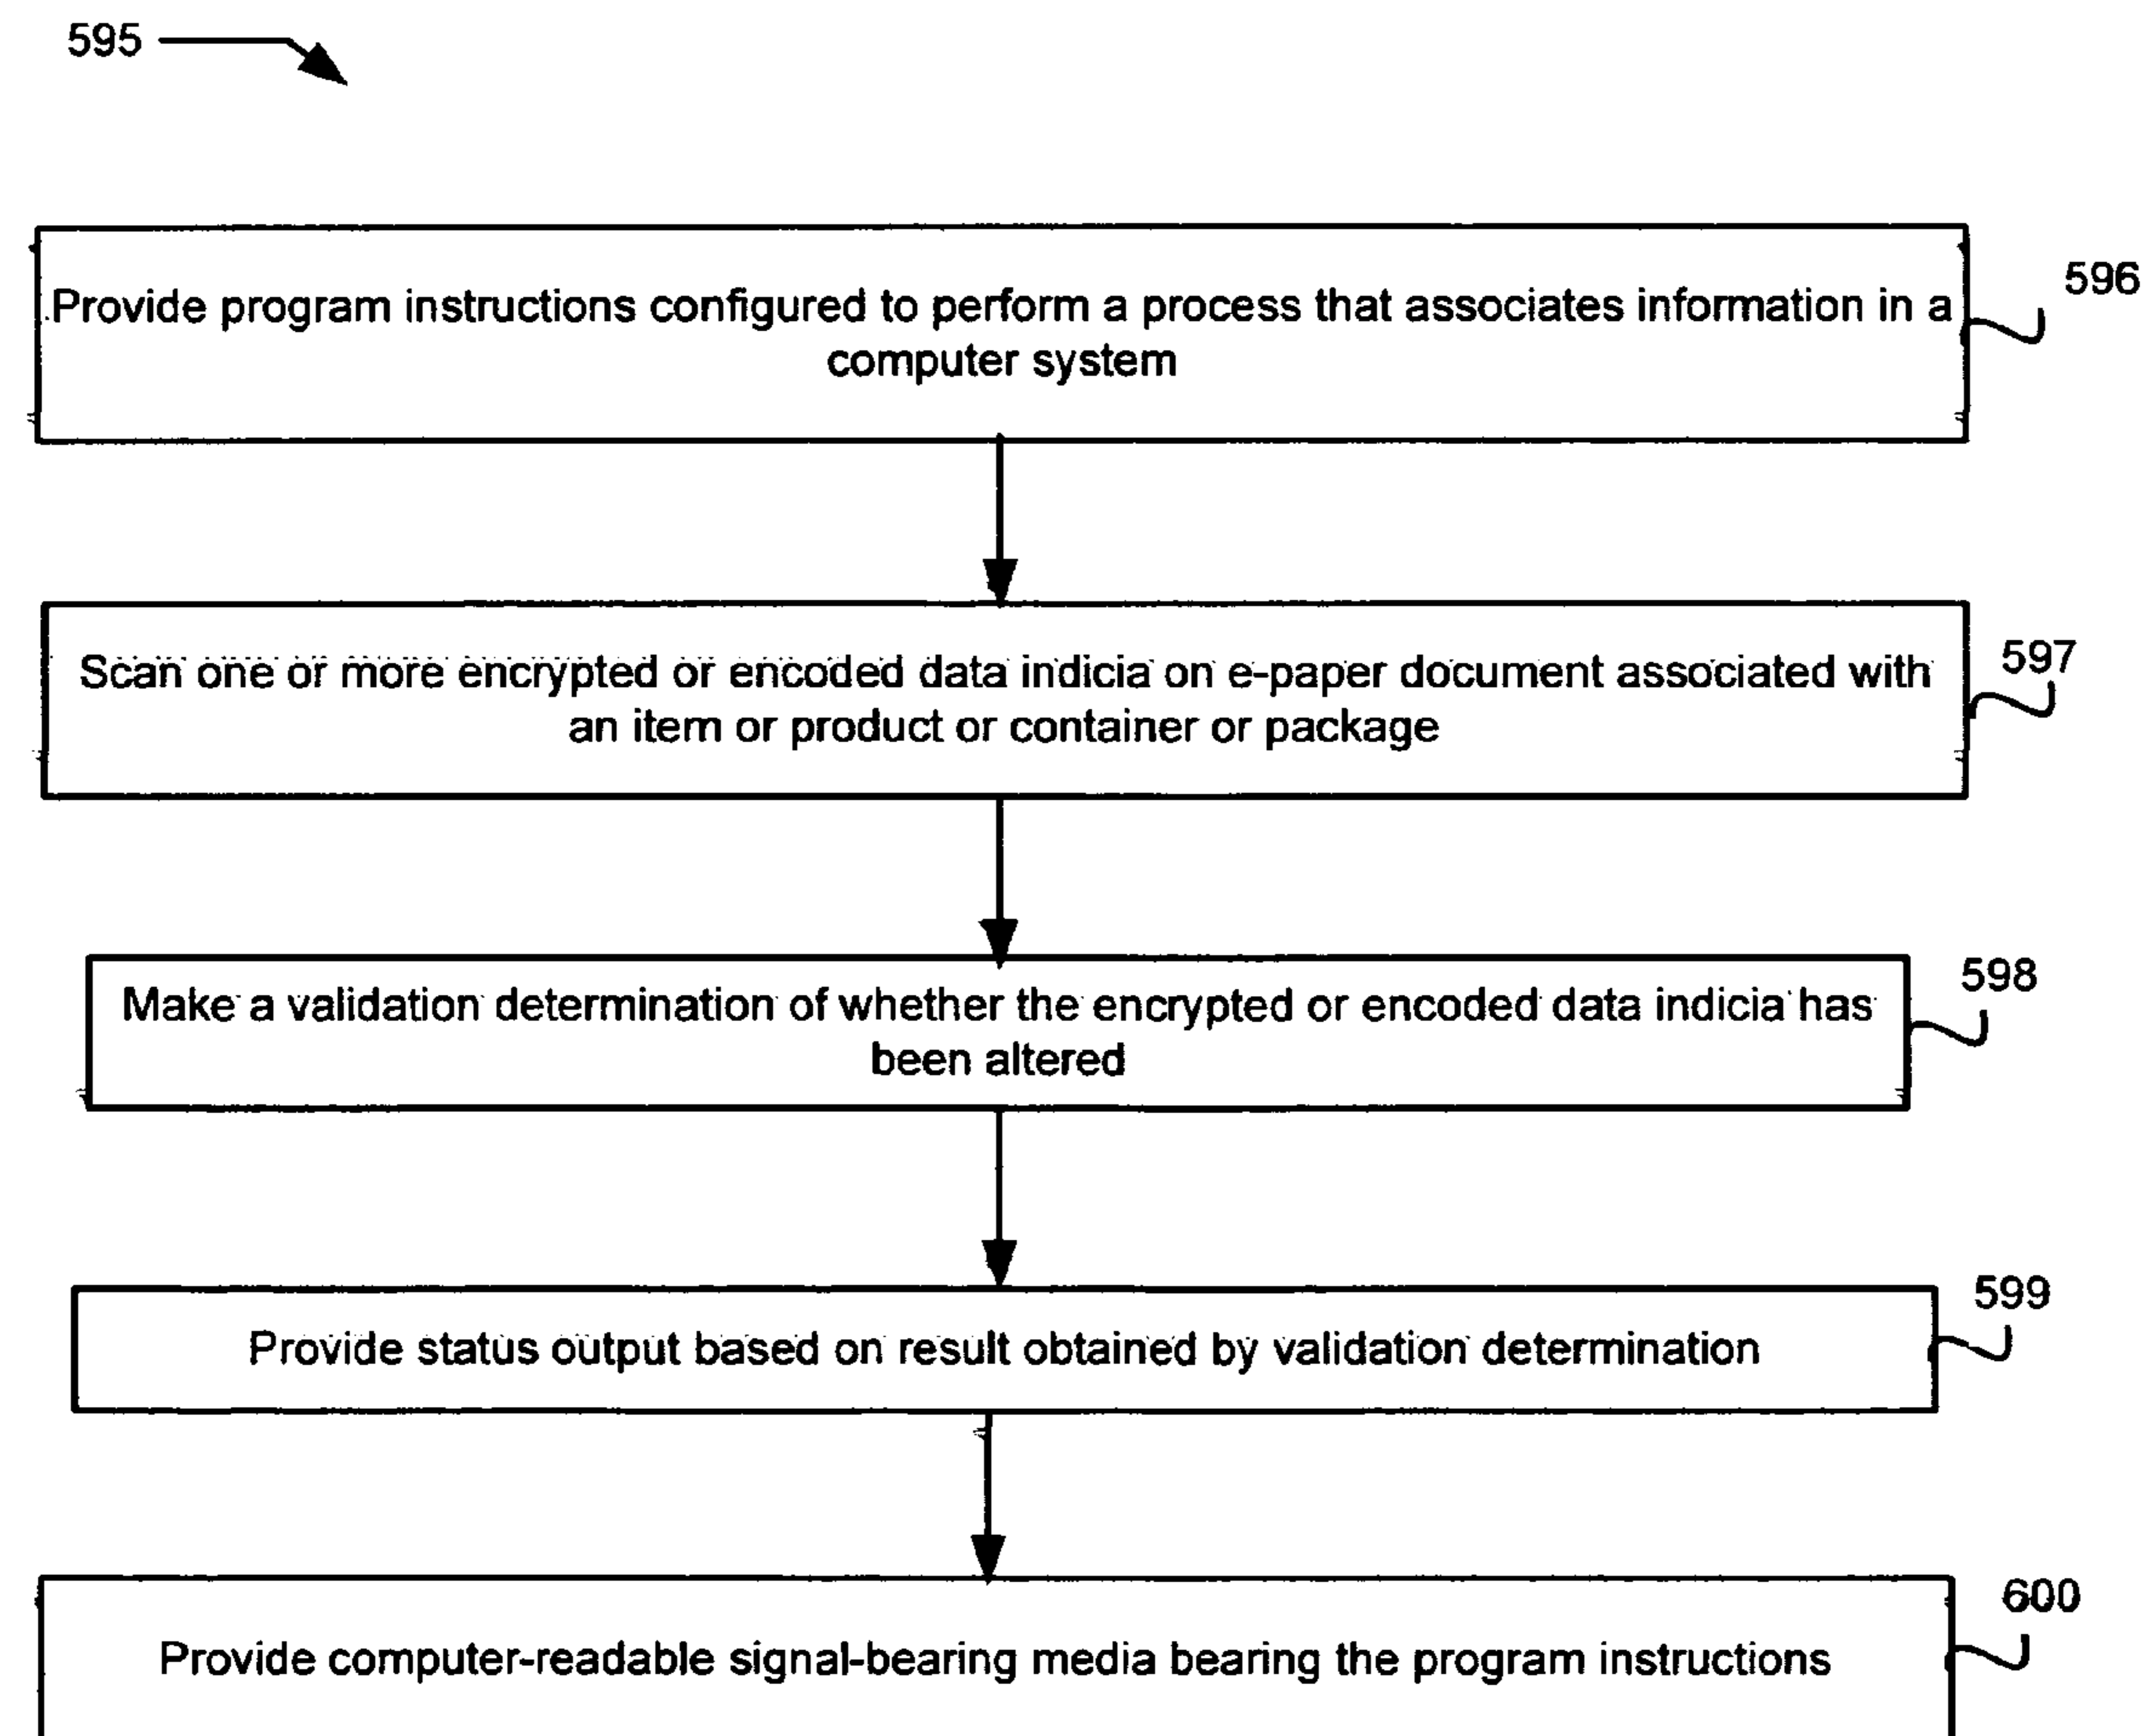 595
Provide program instructions configured to perform a process that associates information in a
computer system
596
Scan one or more encrypted or encoded data indicia on e-paper document associated with
an item or product or container or package
597
Make a validation determination of whether the encrypted or encoded data indicia has
been altered
598
Provide status output based on result obtained by validation determination
599
Provide computer-readable signal-bearing media bearing the program instructions
600